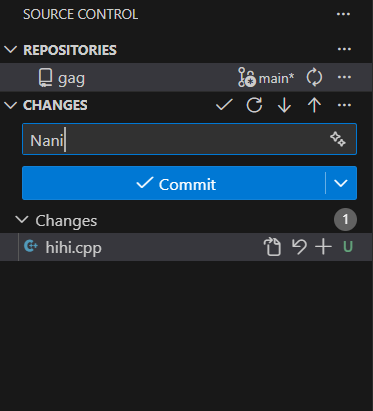 SOURCE CONTROL
REPOSITORIES
gag main*
CHANGES
Nani
Commit
Changes 1
hihi.cpp U